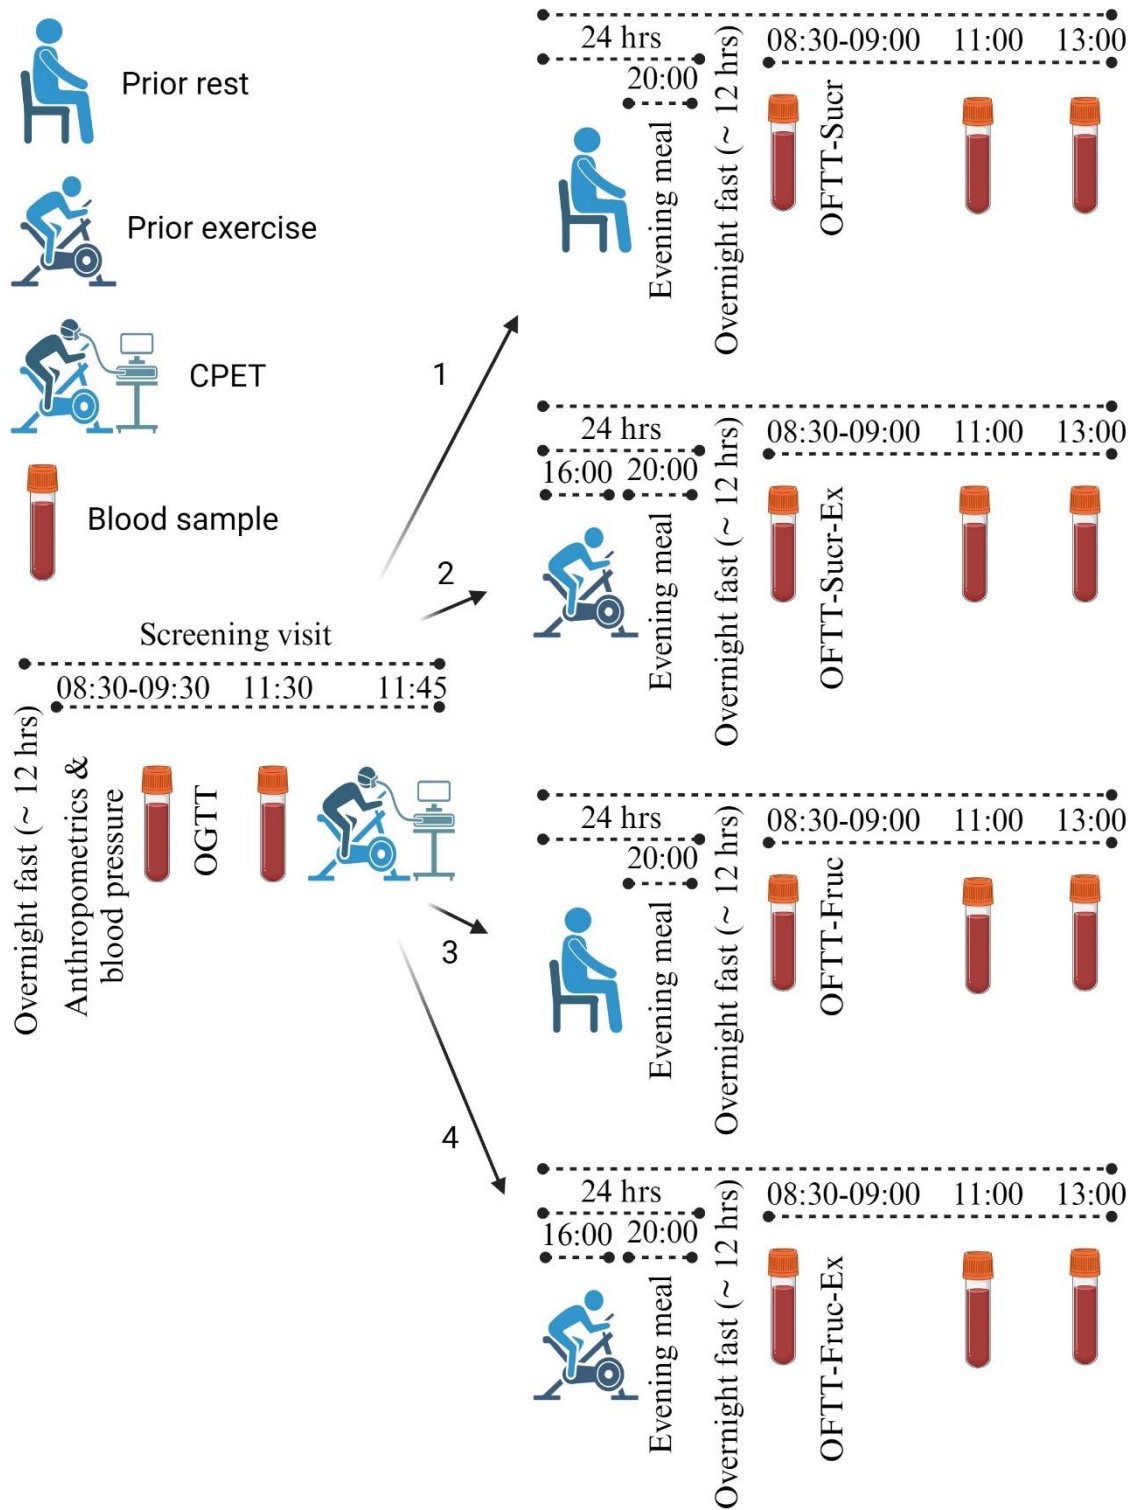 Prior rest
Prior exercise
CPET
Blood sample
Screening visit
08:30-09:30 11:30 11:45
Overnight fast (~ 12 hrs)
Anthropometrics &
blood pressure
OGTT
1
2
3
4
24 hrs
20:00
Evening meal
Overnight fast (~ 12 hrs)
08:30-09:00 11:00 13:00
OFTT-Sucr
24 hrs
16:00 20:00
Evening meal
Overnight fast (~ 12 hrs)
08:30-09:00 11:00 13:00
OFTT-Sucr-Ex
24 hrs
20:00
Evening meal
Overnight fast (~ 12 hrs)
08:30-09:00 11:00 13:00
OFTT-Fruc
24 hrs
16:00 20:00
Evening meal
Overnight fast (~ 12 hrs)
08:30-09:00 11:00 13:00
OFTT-Fruc-Ex